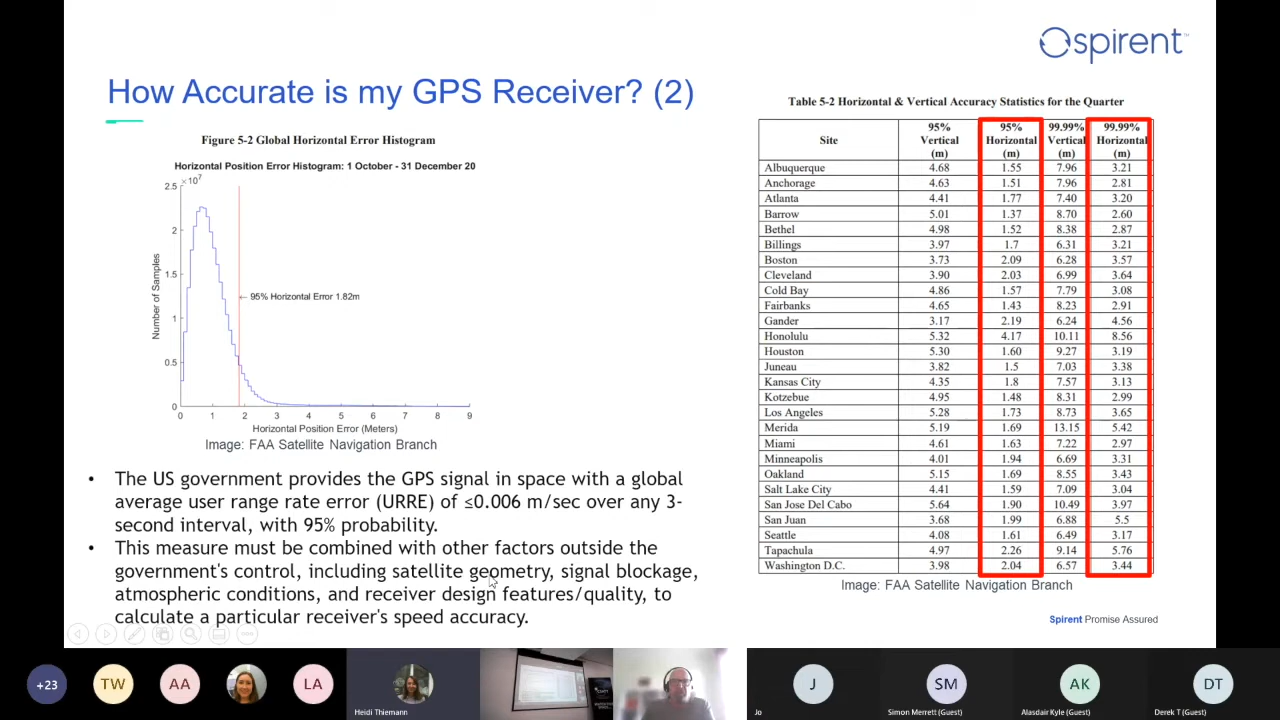 spirent™
How Accurate is my GPS Receiver? (2)
Figure 5-2 Global Horizontal Error Histogram
Horizontal Position Error Histogram: 1 October - 31 December 20
×10⁷
2.5
2
1.5
1
0.5
0
Number of Samples
95% Horizontal Error 1.82m
0 1 2 3 4 5 6 7 8 9
Horizontal Position Error (Meters)
Image: FAA Satellite Navigation Branch
• The US government provides the GPS signal in space with a global
average user range rate error (URRE) of ≤0.006 m/sec over any 3-
second interval, with 95% probability.
• This measure must be combined with other factors outside the
government's control, including satellite geometry, signal blockage,
atmospheric conditions, and receiver design features/quality, to
calculate a particular receiver's speed accuracy.
Table 5-2 Horizontal & Vertical Accuracy Statistics for the Quarter
Site 95% Vertical (m) 95% Horizontal (m) 99.99% Vertical (m) 99.99% Horizontal (m)
Albuquerque 4.68 1.55 7.96 3.21
Anchorage 4.63 1.51 7.96 2.81
Atlanta 4.41 1.77 7.40 3.20
Barrow 5.01 1.37 8.70 2.60
Bethel 4.98 1.52 8.38 2.87
Billings 3.97 1.7 6.31 3.21
Boston 3.73 2.09 6.28 3.57
Cleveland 3.90 2.03 6.99 3.64
Cold Bay 4.86 1.57 7.79 3.08
Fairbanks 4.65 1.43 8.23 2.91
Gander 3.17 2.19 6.24 4.56
Honolulu 5.32 4.17 10.11 8.56
Houston 5.30 1.60 9.27 3.19
Juneau 3.82 1.5 7.03 3.38
Kansas City 4.35 1.8 7.57 3.13
Kotzebue 4.95 1.48 8.31 2.99
Los Angeles 5.28 1.73 8.73 3.65
Merida 5.19 1.69 13.15 5.42
Miami 4.61 1.63 7.22 2.97
Minneapolis 4.01 1.94 6.69 3.31
Oakland 5.15 1.69 8.55 3.43
Salt Lake City 4.41 1.59 7.09 3.04
San Jose Del Cabo 5.64 1.90 10.49 3.97
San Juan 3.68 1.99 6.88 5.5
Seattle 4.08 1.61 6.49 3.17
Tapachula 4.97 2.26 9.14 5.76
Washington D.C. 3.98 2.04 6.57 3.44
Image: FAA Satellite Navigation Branch
Spirent Promise Assured
+23
TW
AA
LA
Heidi Thiemann
J
Jo
SM
Simon Merrett (Guest)
AK
Alasdair Kyle (Guest)
DT
Derek T (Guest)